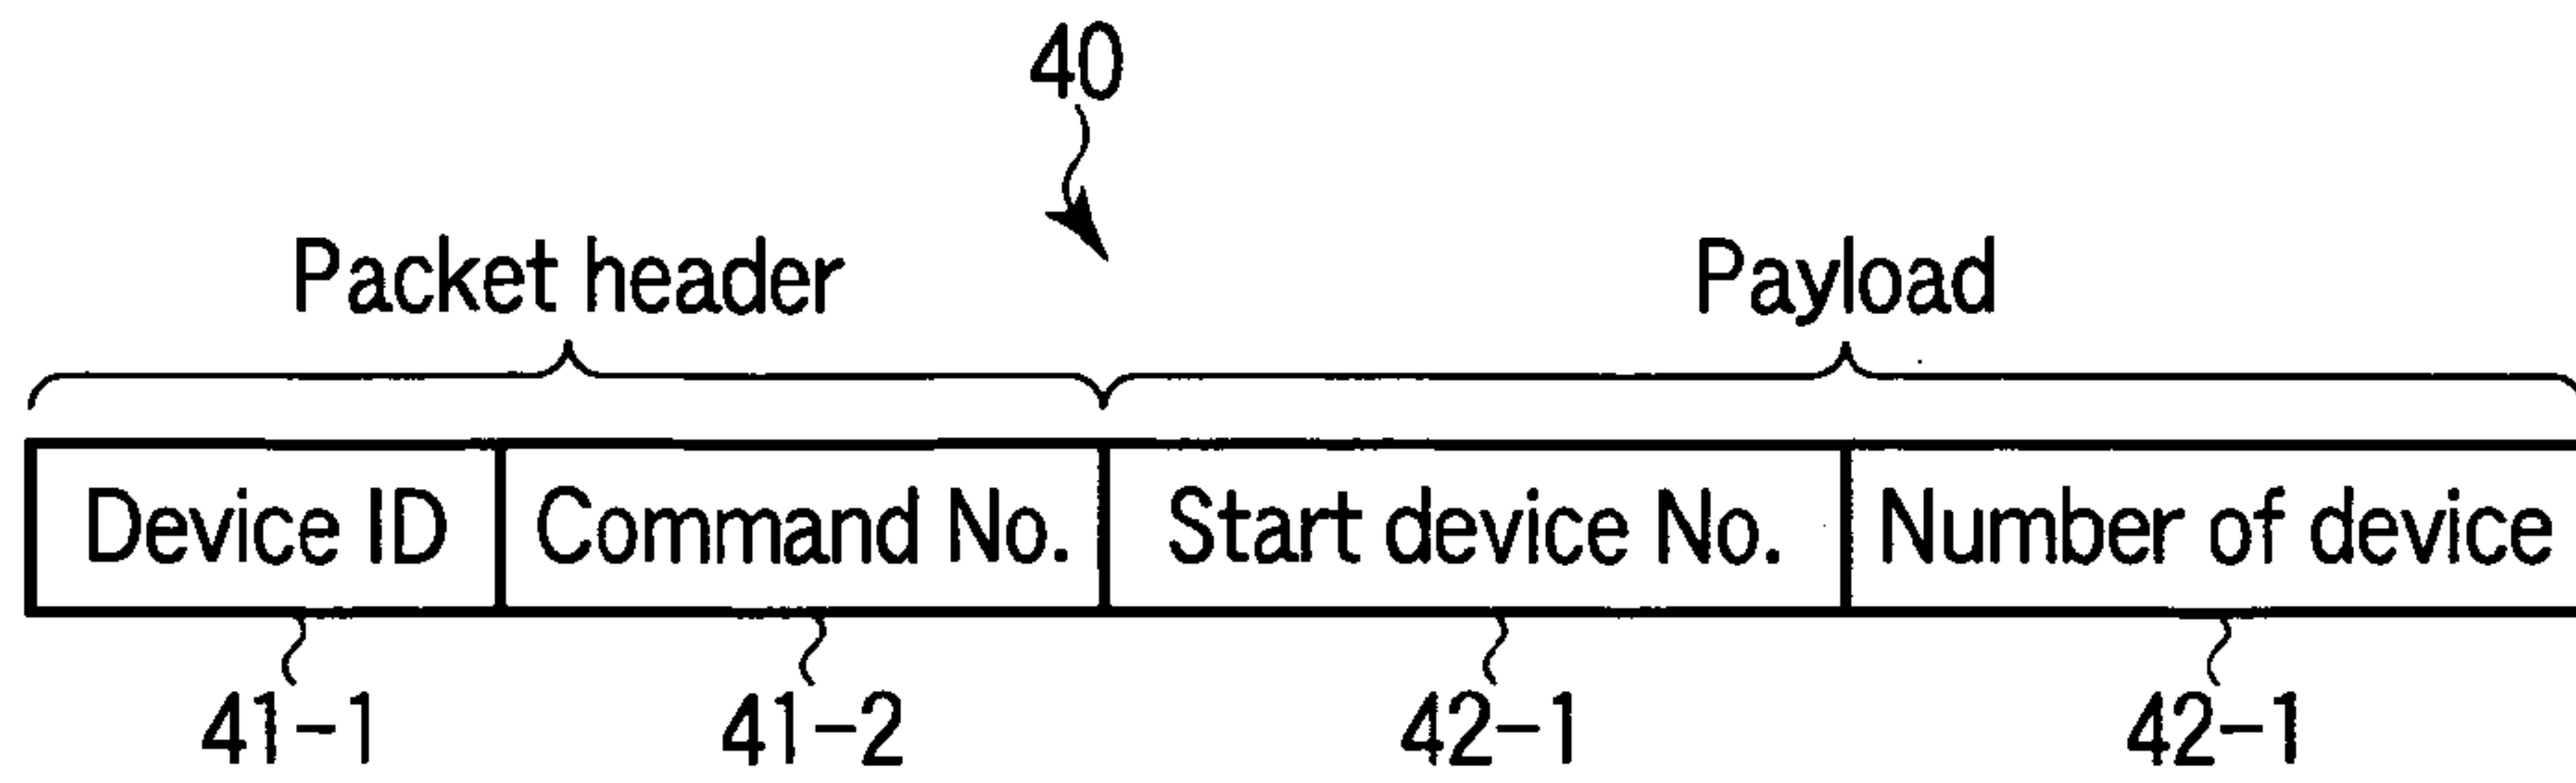 40
Packet header Payload
Device ID Command No. Start device No. Number of device
41-1 41-2 42-1 42-1